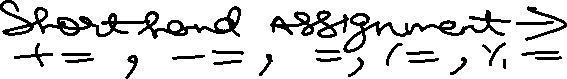 Shorthand Assignment →
+=, -=, =, /=, %=